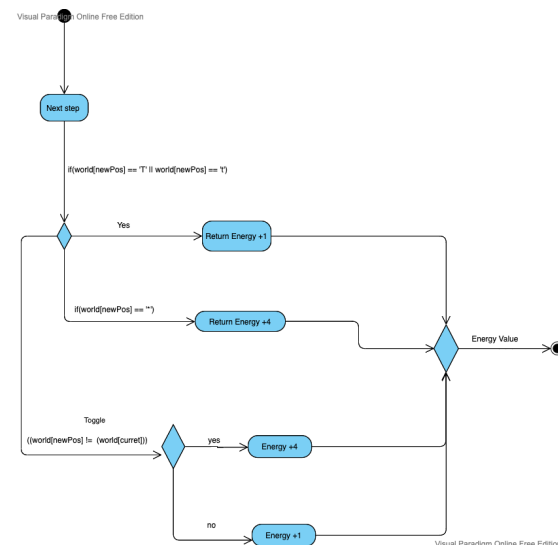 Visual Paradigm Online Free Edition
Next step
if(world[newPos] == 'T' || world[newPos] == 't')
Yes
Return Energy +1
if(world[newPos] == '*')
Return Energy +4
Energy Value
Toggle
((world[newPos] != (world[curret]))
yes
Energy +4
no
Energy +1
Visual Paradigm Online Free Edition